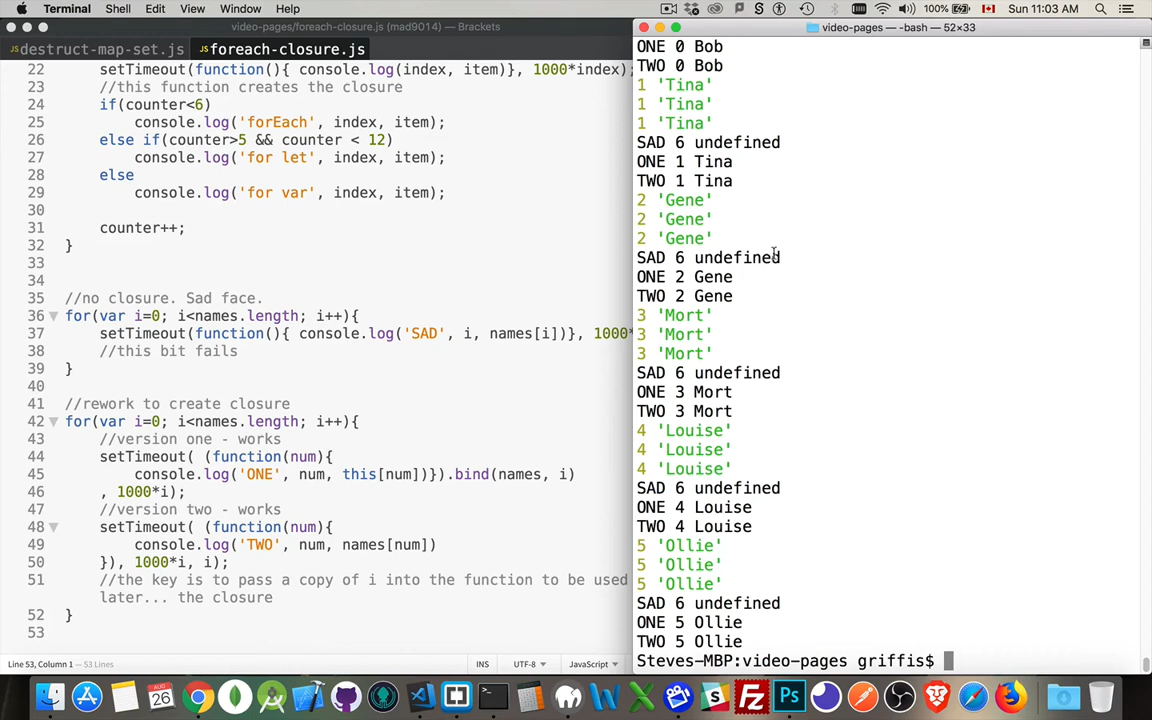 Terminal Shell Edit View Window Help 100% Sun 11:03 AM
video-pages/foreach-closure.js (mad9014) — Brackets
JS destruct-map-set.js JS foreach-closure.js
22 setTimeout(function(){ console.log(index, item)}, 1000*index);
23 //this function creates the closure
24 if(counter<6)
25 console.log('forEach', index, item);
26 else if(counter>5 && counter < 12)
27 console.log('for let', index, item);
28 else
29 console.log('for var', index, item);
30
31 counter++;
32 }
33
34
35 //no closure. Sad face.
36 for(var i=0; i<names.length; i++){
37 setTimeout(function(){ console.log('SAD', i, names[i])}, 1000*
38 //this bit fails
39 }
40
41 //rework to create closure
42 for(var i=0; i<names.length; i++){
43 //version one - works
44 setTimeout( (function(num){
45 console.log('ONE', num, this[num])}).bind(names, i)
46 , 1000*i);
47 //version two - works
48 setTimeout( (function(num){
49 console.log('TWO', num, names[num])
50 }), 1000*i, i);
51 //the key is to pass a copy of i into the function to be used
later... the closure
52 }
53
Line 53, Column 1 — 53 Lines
INS UTF-8 JavaScript
video-pages — -bash — 52×33
ONE 0 Bob
TWO 0 Bob
1 'Tina'
1 'Tina'
1 'Tina'
SAD 6 undefined
ONE 1 Tina
TWO 1 Tina
2 'Gene'
2 'Gene'
2 'Gene'
SAD 6 undefined
ONE 2 Gene
TWO 2 Gene
3 'Mort'
3 'Mort'
3 'Mort'
SAD 6 undefined
ONE 3 Mort
TWO 3 Mort
4 'Louise'
4 'Louise'
4 'Louise'
SAD 6 undefined
ONE 4 Louise
TWO 4 Louise
5 'Ollie'
5 'Ollie'
5 'Ollie'
SAD 6 undefined
ONE 5 Ollie
TWO 5 Ollie
Steves-MBP:video-pages griffis$